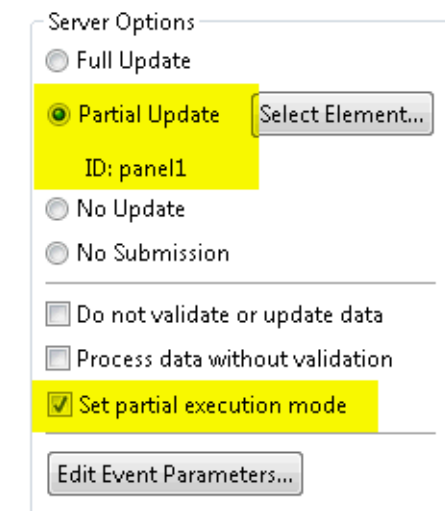 Server Options
Full Update
Partial Update Select Element...
ID: panel1
No Update
No Submission
Do not validate or update data
Process data without validation
Set partial execution mode
Edit Event Parameters...